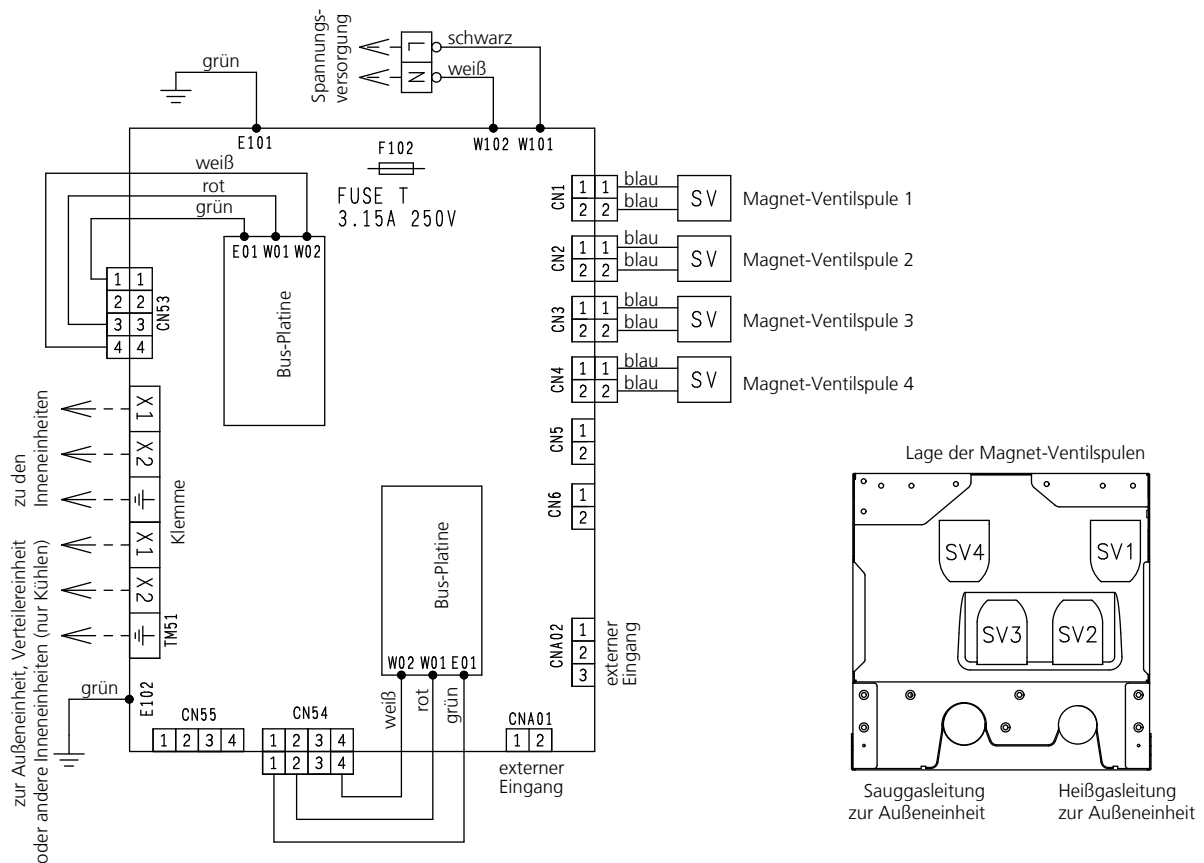 Spannungs-
versorgung
L
N
schwarz
weiß
grün
E101
W102
W101
F102
FUSE T
3.15A 250V
weiß
rot
grün
E01 W01 W02
Bus-Platine
1 1
2 2
3 3
4 4
CN53
CN1
1 1
2 2
blau
blau
SV
Magnet-Ventilspule 1
CN2
1 1
2 2
blau
blau
SV
Magnet-Ventilspule 2
CN3
1 1
2 2
blau
blau
SV
Magnet-Ventilspule 3
CN4
1 1
2 2
blau
blau
SV
Magnet-Ventilspule 4
CN5
1
2
CN6
1
2
zu den
Inneneinheiten
X1
X2
X1
X2
Klemme
TM51
zur Außeneinheit, Verteilereinheit
oder andere Inneneinheiten (nur Kühlen)
grün
E102
Bus-Platine
W02 W01 E01
weiß
rot
grün
CNA02
1
2
3
externer
Eingang
CN55
1 2 3 4
CN54
1 2 3 4
1 2 3 4
CNA01
1 2
externer
Eingang
Lage der Magnet-Ventilspulen
SV4
SV1
SV3
SV2
Sauggasleitung
zur Außeneinheit
Heißgasleitung
zur Außeneinheit